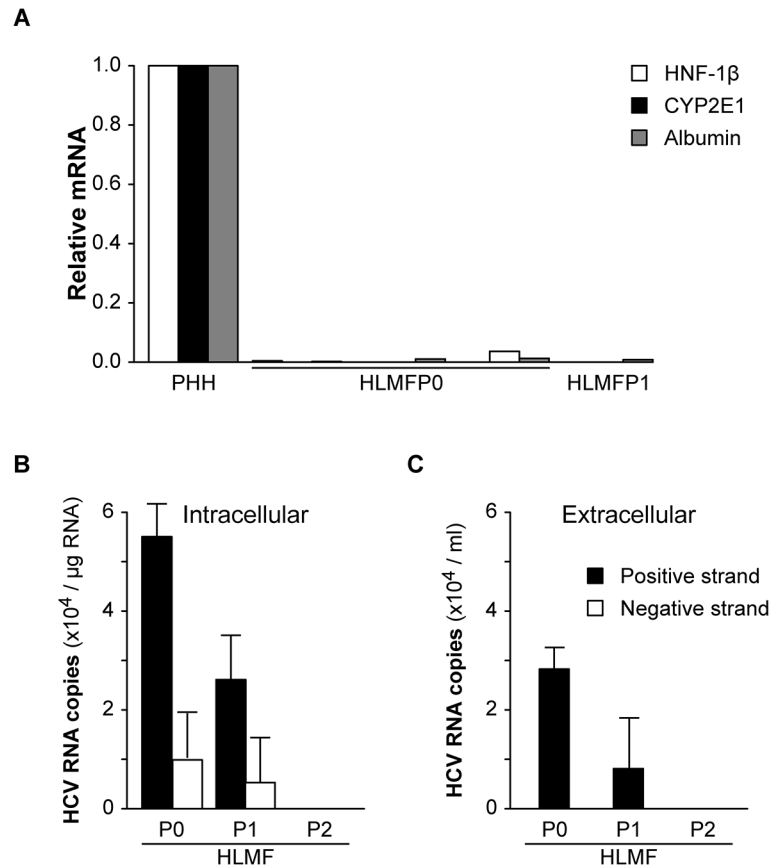 A
Relative mRNA
1.0
0.8
0.6
0.4
0.2
0.0
HNF-1β
CYP2E1
Albumin
PHH
HLMFP0
HLMFP1
B
HCV RNA copies (x10⁴ / µg RNA)
Intracellular
6
4
2
0
P0
P1
P2
HLMF
C
HCV RNA copies (x10⁴ / ml)
Extracellular
6
4
2
0
Positive strand
Negative strand
P0
P1
P2
HLMF